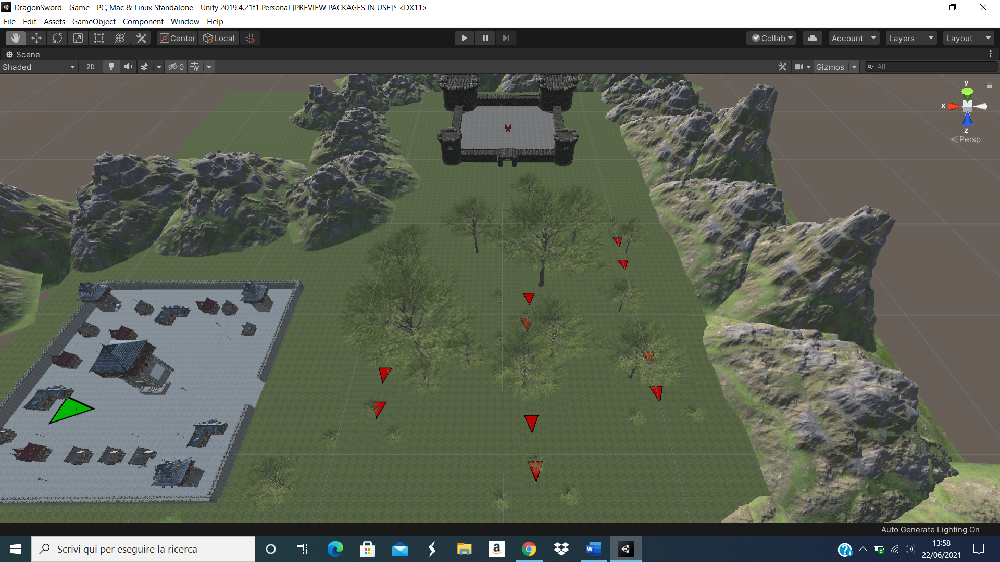 DragonSword - Game - PC, Mac & Linux Standalone - Unity 2019.4.21f1 Personal [PREVIEW PACKAGES IN USE]* <DX11>
File Edit Assets GameObject Component Window Help
Center Local Collab Account Layers Layout
Scene
Shaded 2D 0 Gizmos All
y
x
z
Persp
Auto Generate Lighting On
Scrivi qui per eseguire la ricerca
13:58
22/06/2021